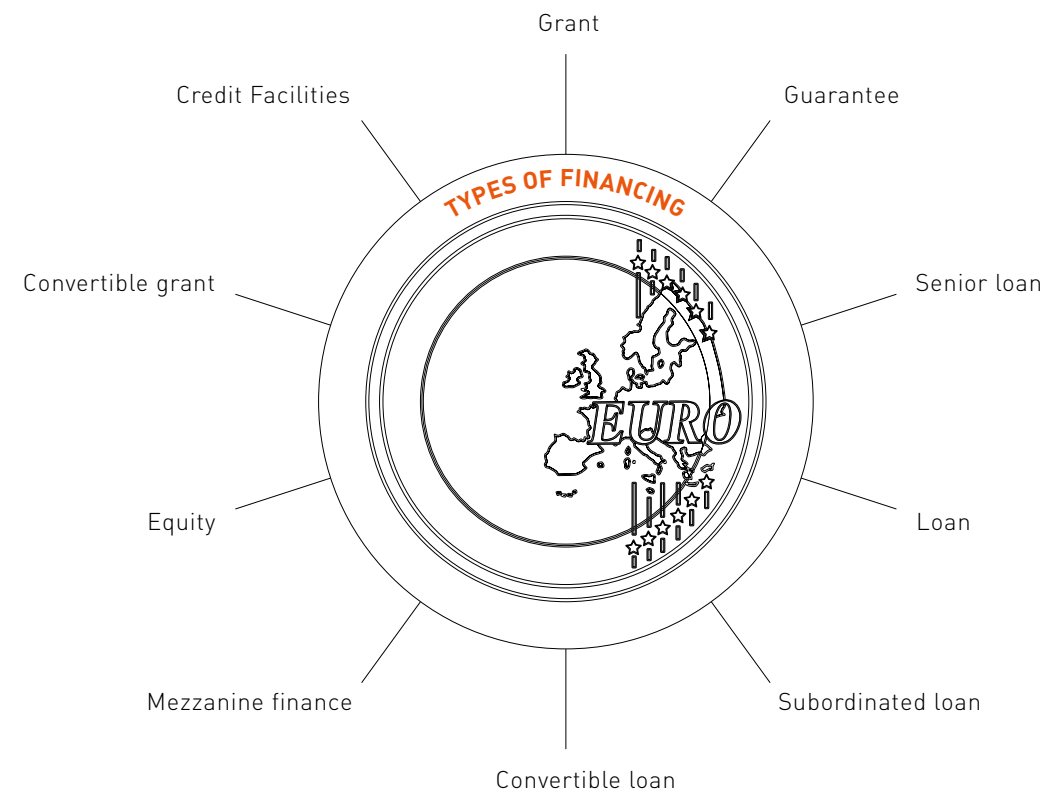 Grant
Credit Facilities
Guarantee
TYPES OF FINANCING
Convertible grant
Senior loan
EURO
Equity
Loan
Mezzanine finance
Subordinated loan
Convertible loan